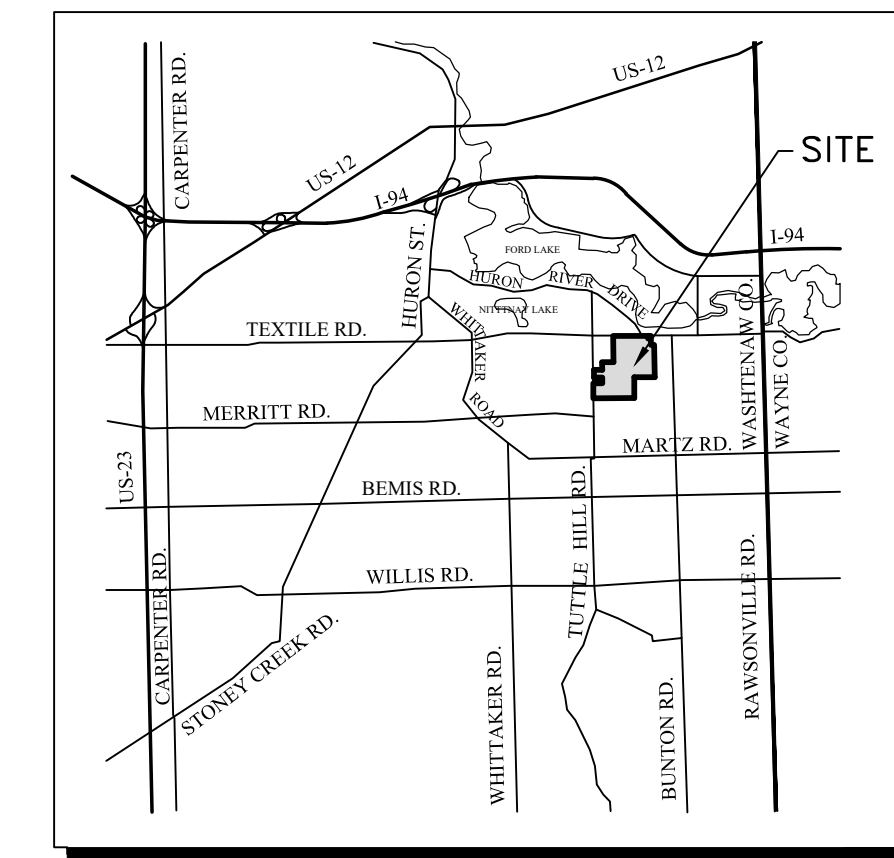 CARPENTER RD.
US-12
SITE
US-12
I-94
I-94
HURON ST.
FORD LAKE
HURON RIVER DRIVE
NITTNAY LAKE
TEXTILE RD.
WHITTAKER ROAD
WASHTENAW CO.
WAYNE CO.
MERRITT RD.
MARTZ RD.
US-23
BEMIS RD.
TUTTLE HILL RD.
WILLIS RD.
CARPENTER RD.
STONEY CREEK RD.
WHITTAKER RD.
BUNTON RD.
RAWSONVILLE RD.